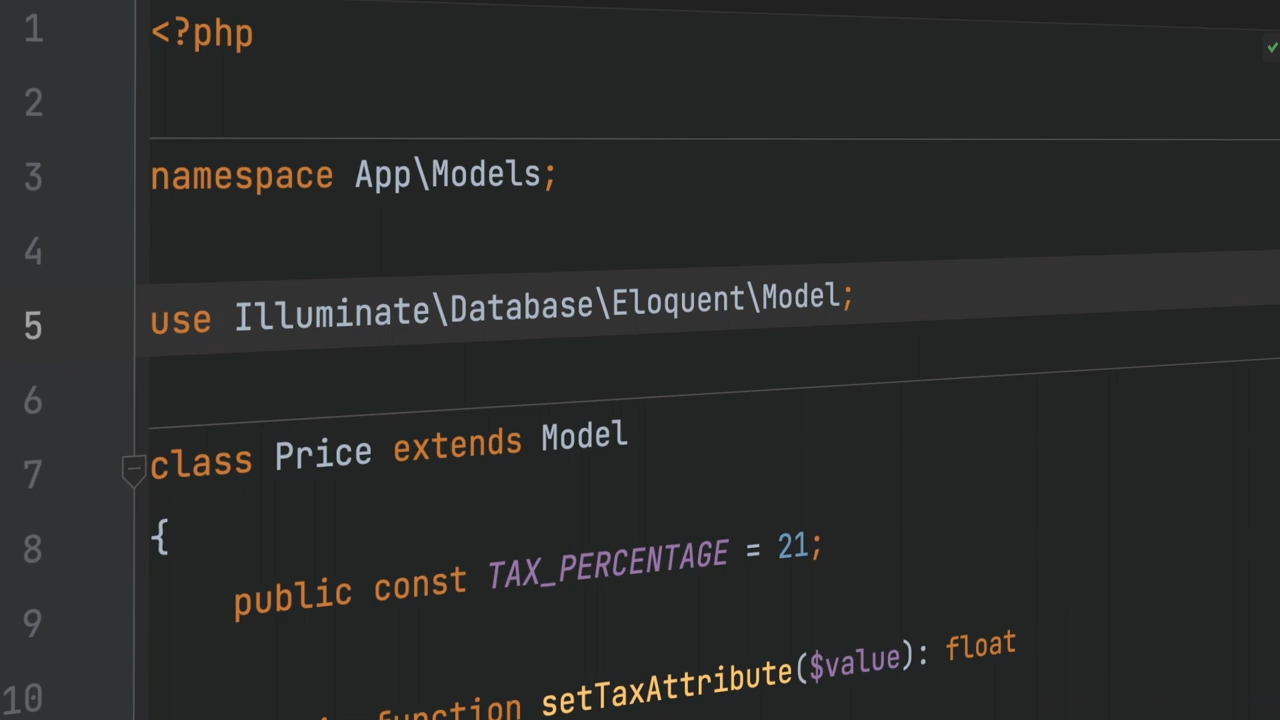 1 <?php
2
3 namespace App\Models;
4
5 use Illuminate\Database\Eloquent\Model;
6
7 class Price extends Model
8 {
9 public const TAX_PERCENTAGE = 21;
10 function setTaxAttribute($value): float